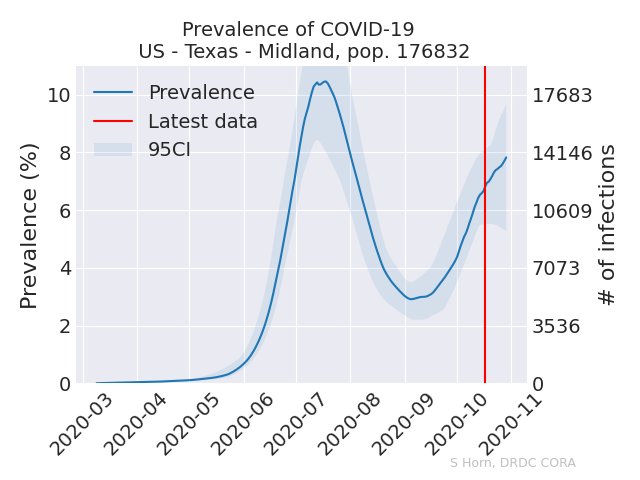 Prevalence of COVID-19
US - Texas - Midland, pop. 176832
Prevalence (%)
10
8
6
4
2
0
Prevalence
Latest data
95CI
17683
14146
10609
7073
3536
0
# of infections
2020-03
2020-04
2020-05
2020-06
2020-07
2020-08
2020-09
2020-10
2020-11
S Horn, DRDC CORA